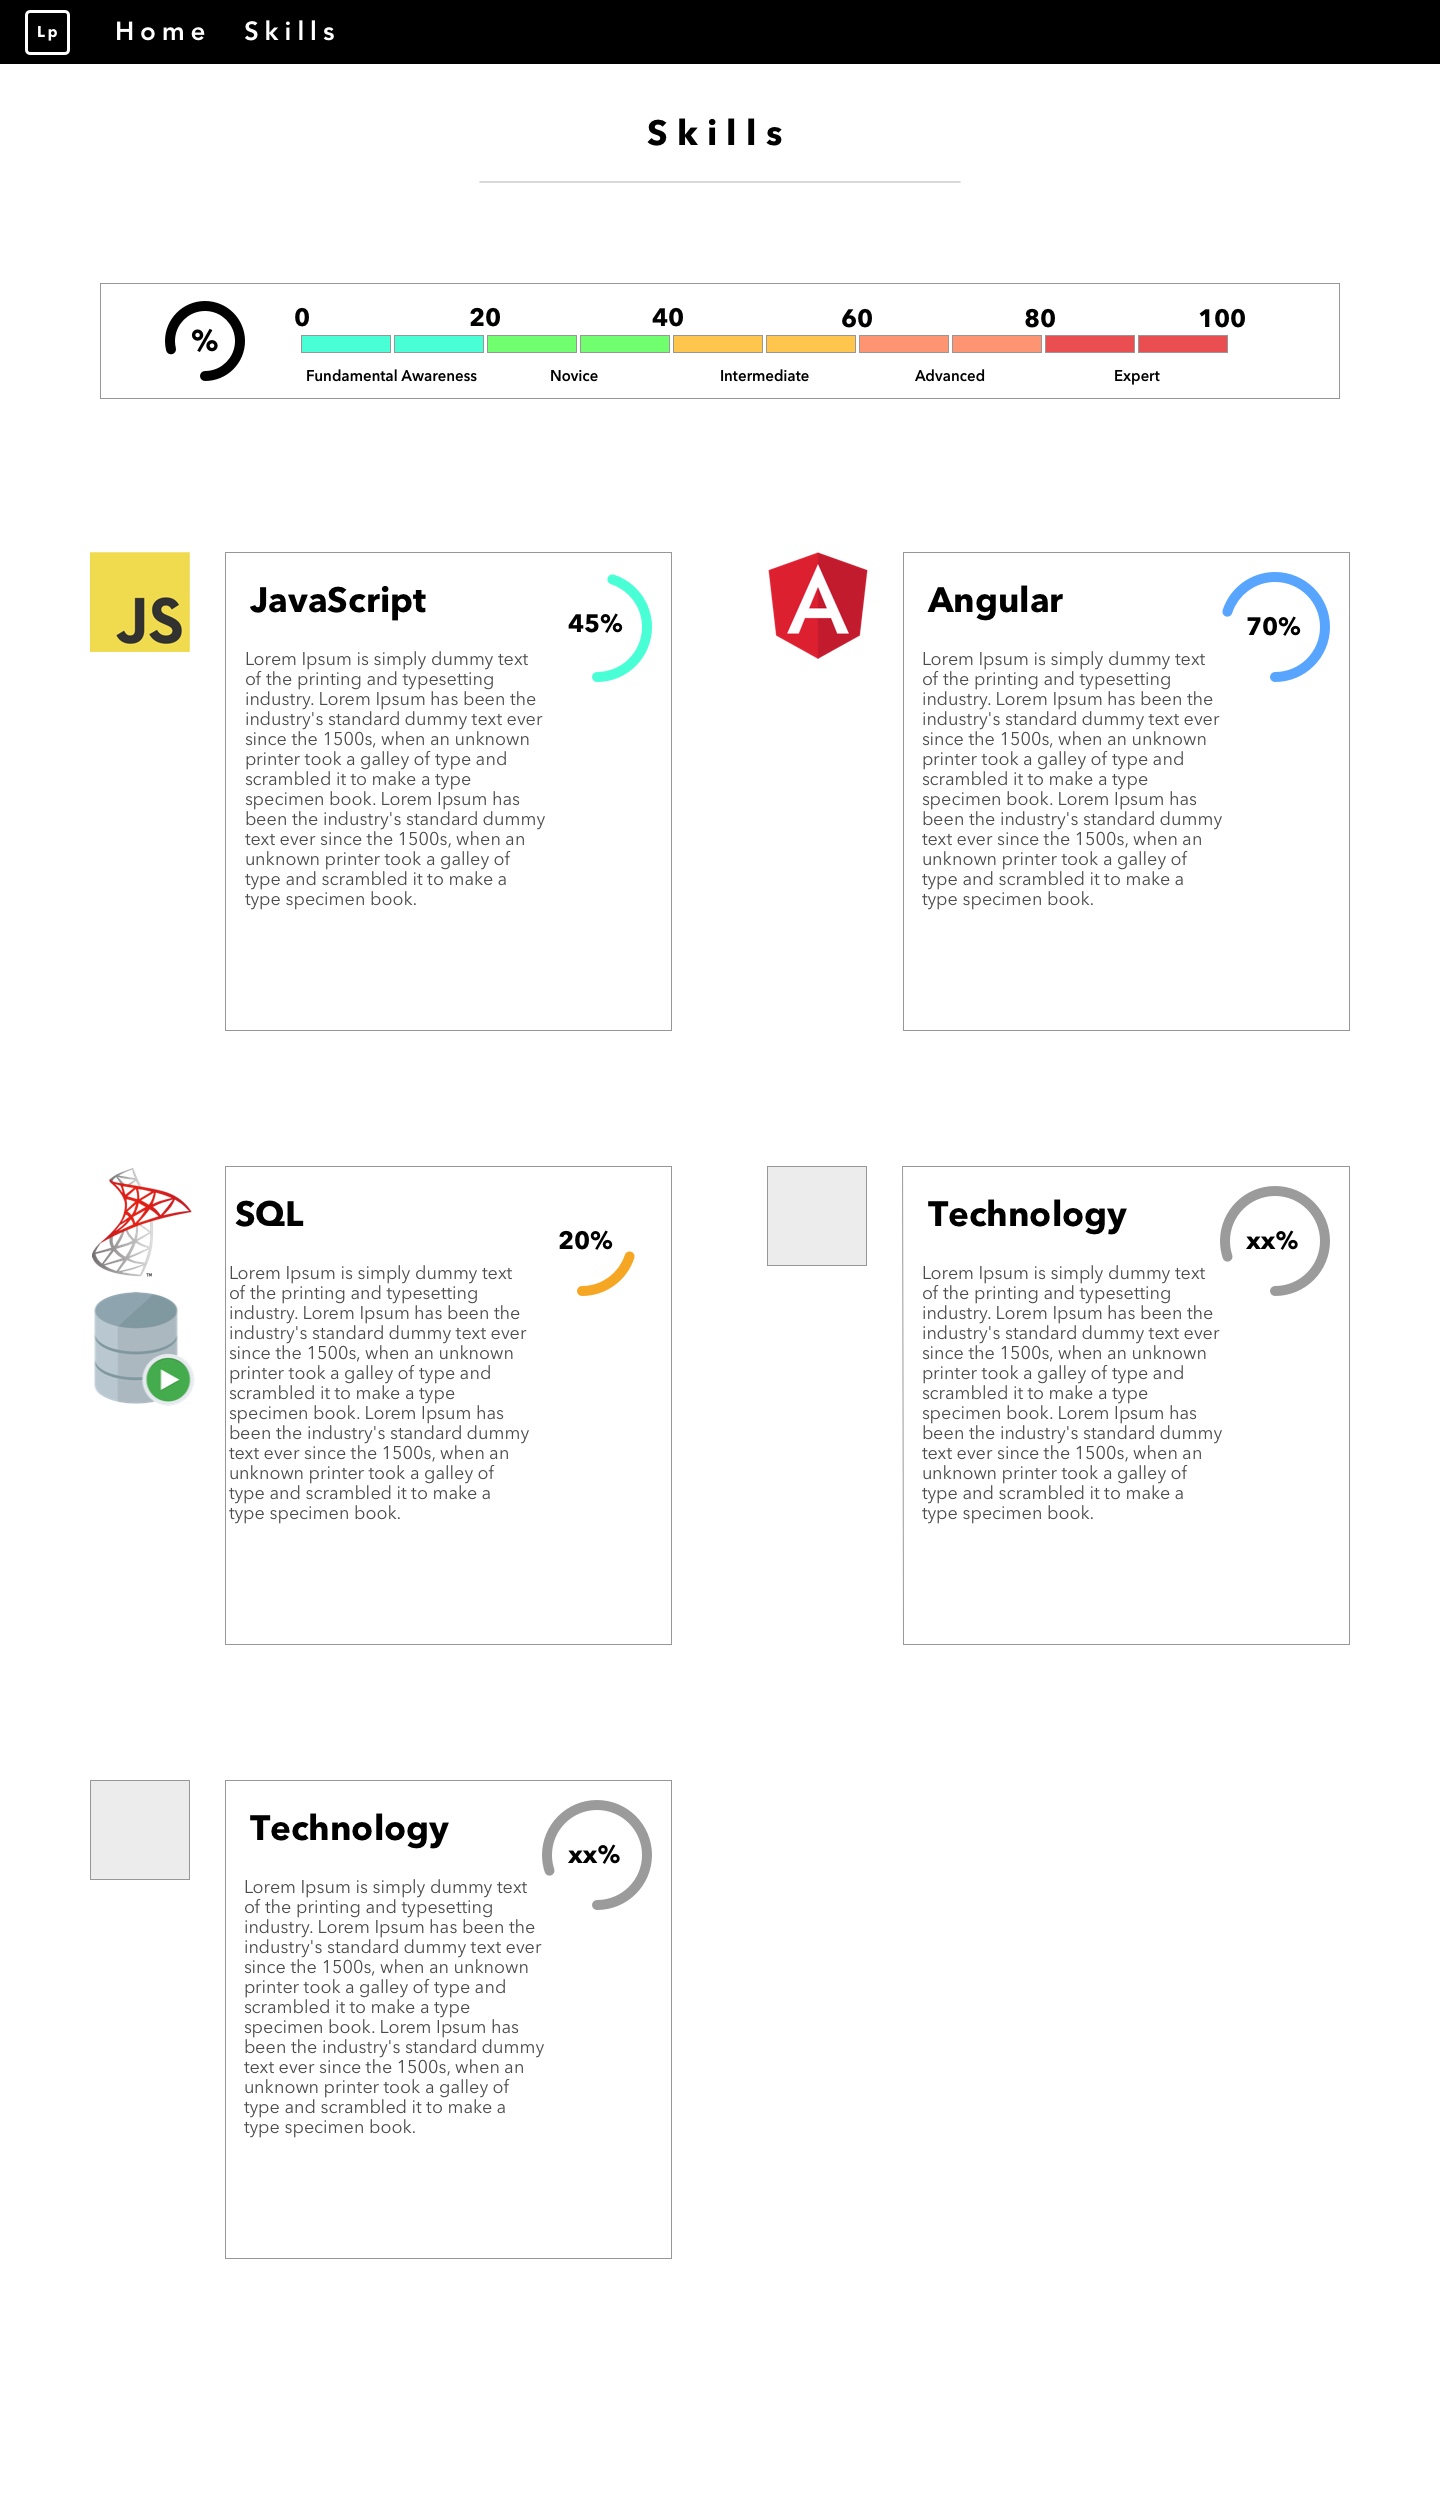 Lp
Home Skills
Skills
%
0 20 40 60 80 100
Fundamental Awareness Novice Intermediate Advanced Expert
JS
JavaScript
45%
Lorem Ipsum is simply dummy text
of the printing and typesetting
industry. Lorem Ipsum has been the
industry's standard dummy text ever
since the 1500s, when an unknown
printer took a galley of type and
scrambled it to make a type
specimen book. Lorem Ipsum has
been the industry's standard dummy
text ever since the 1500s, when an
unknown printer took a galley of
type and scrambled it to make a
type specimen book.
A
Angular
70%
Lorem Ipsum is simply dummy text
of the printing and typesetting
industry. Lorem Ipsum has been the
industry's standard dummy text ever
since the 1500s, when an unknown
printer took a galley of type and
scrambled it to make a type
specimen book. Lorem Ipsum has
been the industry's standard dummy
text ever since the 1500s, when an
unknown printer took a galley of
type and scrambled it to make a
type specimen book.
TM
SQL
20%
Lorem Ipsum is simply dummy text
of the printing and typesetting
industry. Lorem Ipsum has been the
industry's standard dummy text ever
since the 1500s, when an unknown
printer took a galley of type and
scrambled it to make a type
specimen book. Lorem Ipsum has
been the industry's standard dummy
text ever since the 1500s, when an
unknown printer took a galley of
type and scrambled it to make a
type specimen book.
Technology
xx%
Lorem Ipsum is simply dummy text
of the printing and typesetting
industry. Lorem Ipsum has been the
industry's standard dummy text ever
since the 1500s, when an unknown
printer took a galley of type and
scrambled it to make a type
specimen book. Lorem Ipsum has
been the industry's standard dummy
text ever since the 1500s, when an
unknown printer took a galley of
type and scrambled it to make a
type specimen book.
Technology
xx%
Lorem Ipsum is simply dummy text
of the printing and typesetting
industry. Lorem Ipsum has been the
industry's standard dummy text ever
since the 1500s, when an unknown
printer took a galley of type and
scrambled it to make a type
specimen book. Lorem Ipsum has
been the industry's standard dummy
text ever since the 1500s, when an
unknown printer took a galley of
type and scrambled it to make a
type specimen book.